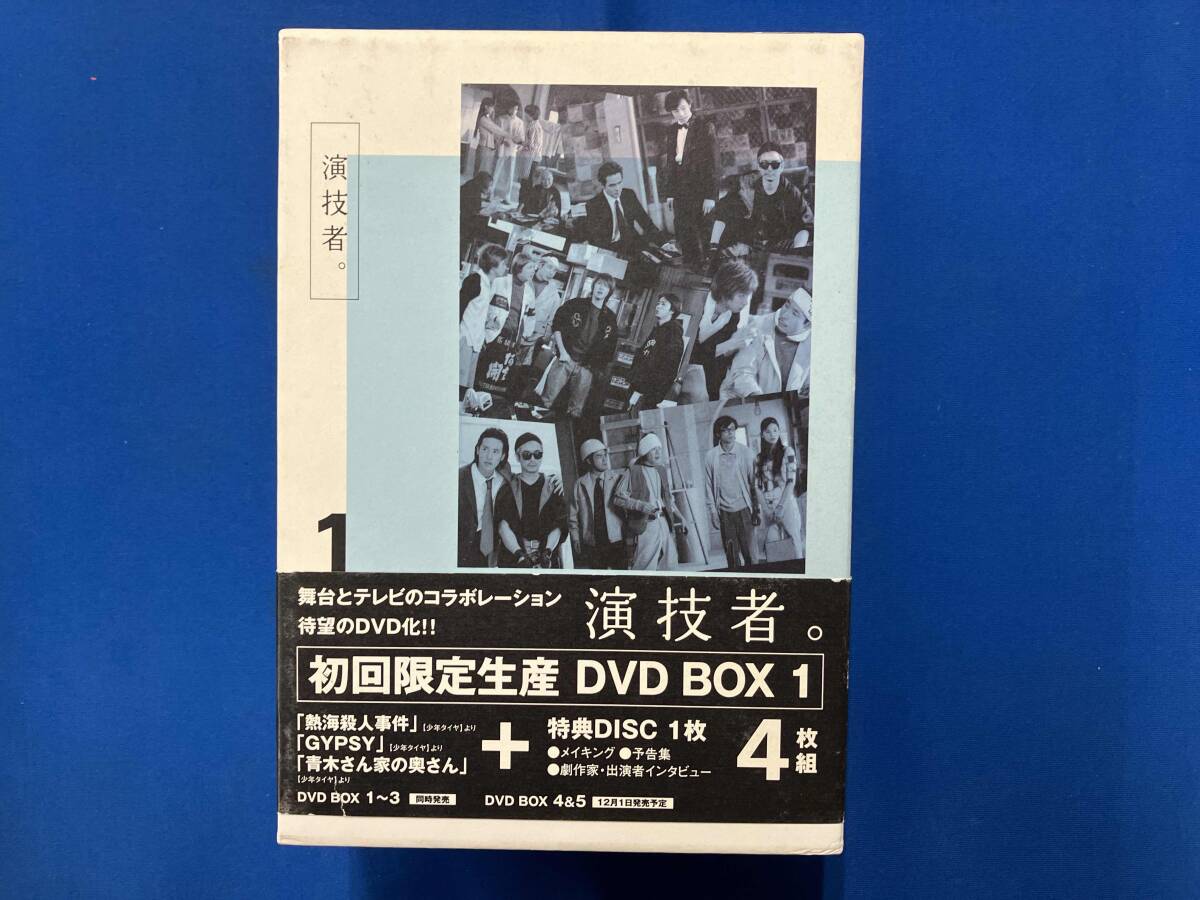 演技者。
1
舞台とテレビのコラボレーション
待望のDVD化!!
演技者。
初回限定生産 DVD BOX 1
「熱海殺人事件」【少年タイヤ】より
「GYPSY」【少年タイヤ】より
「青木さん家の奥さん」
【少年タイヤ】より
+
特典DISC 1枚
●メイキング ●予告集
●劇作家・出演者インタビュー
4枚組
DVD BOX 1〜3 同時発売
DVD BOX 4&5 12月1日発売予定